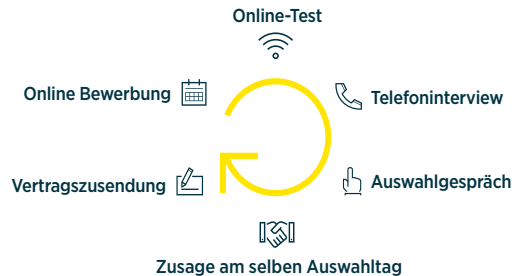 Online-Test
Online Bewerbung
Telefoninterview
Vertragszusendung
Auswahlgespräch
Zusage am selben Auswahltag